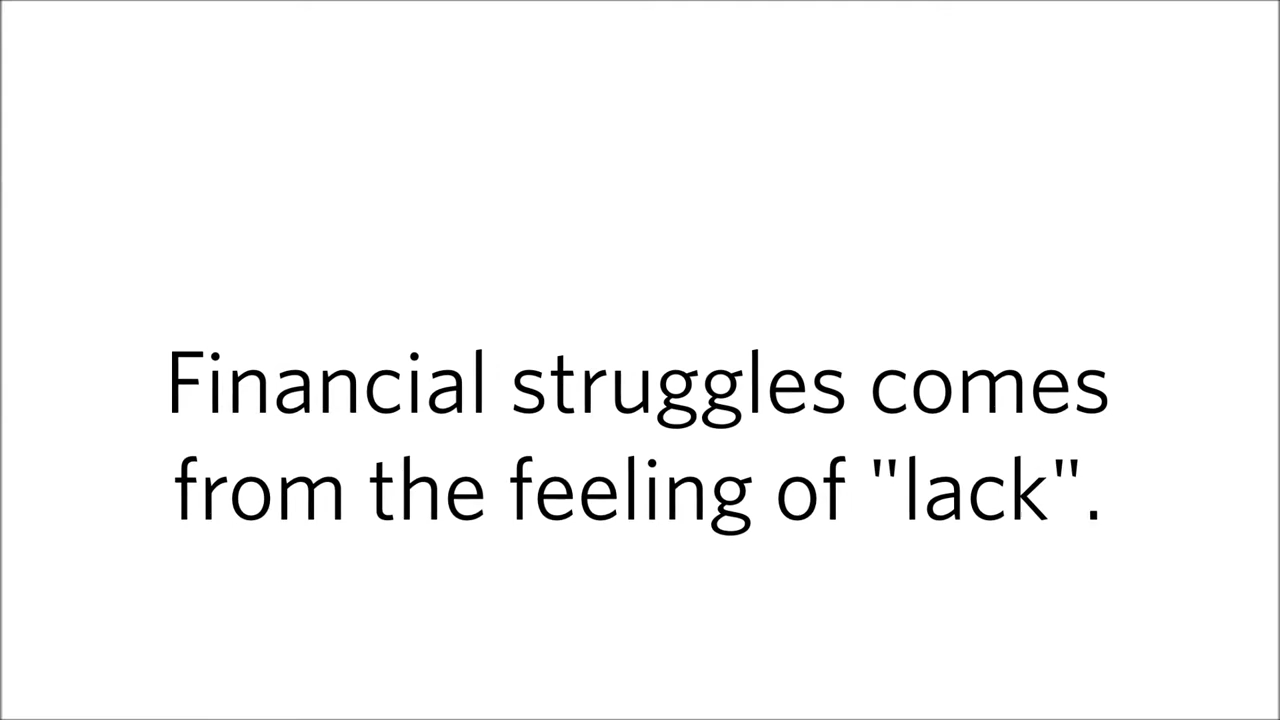 Financial struggles comes
from the feeling of "lack".